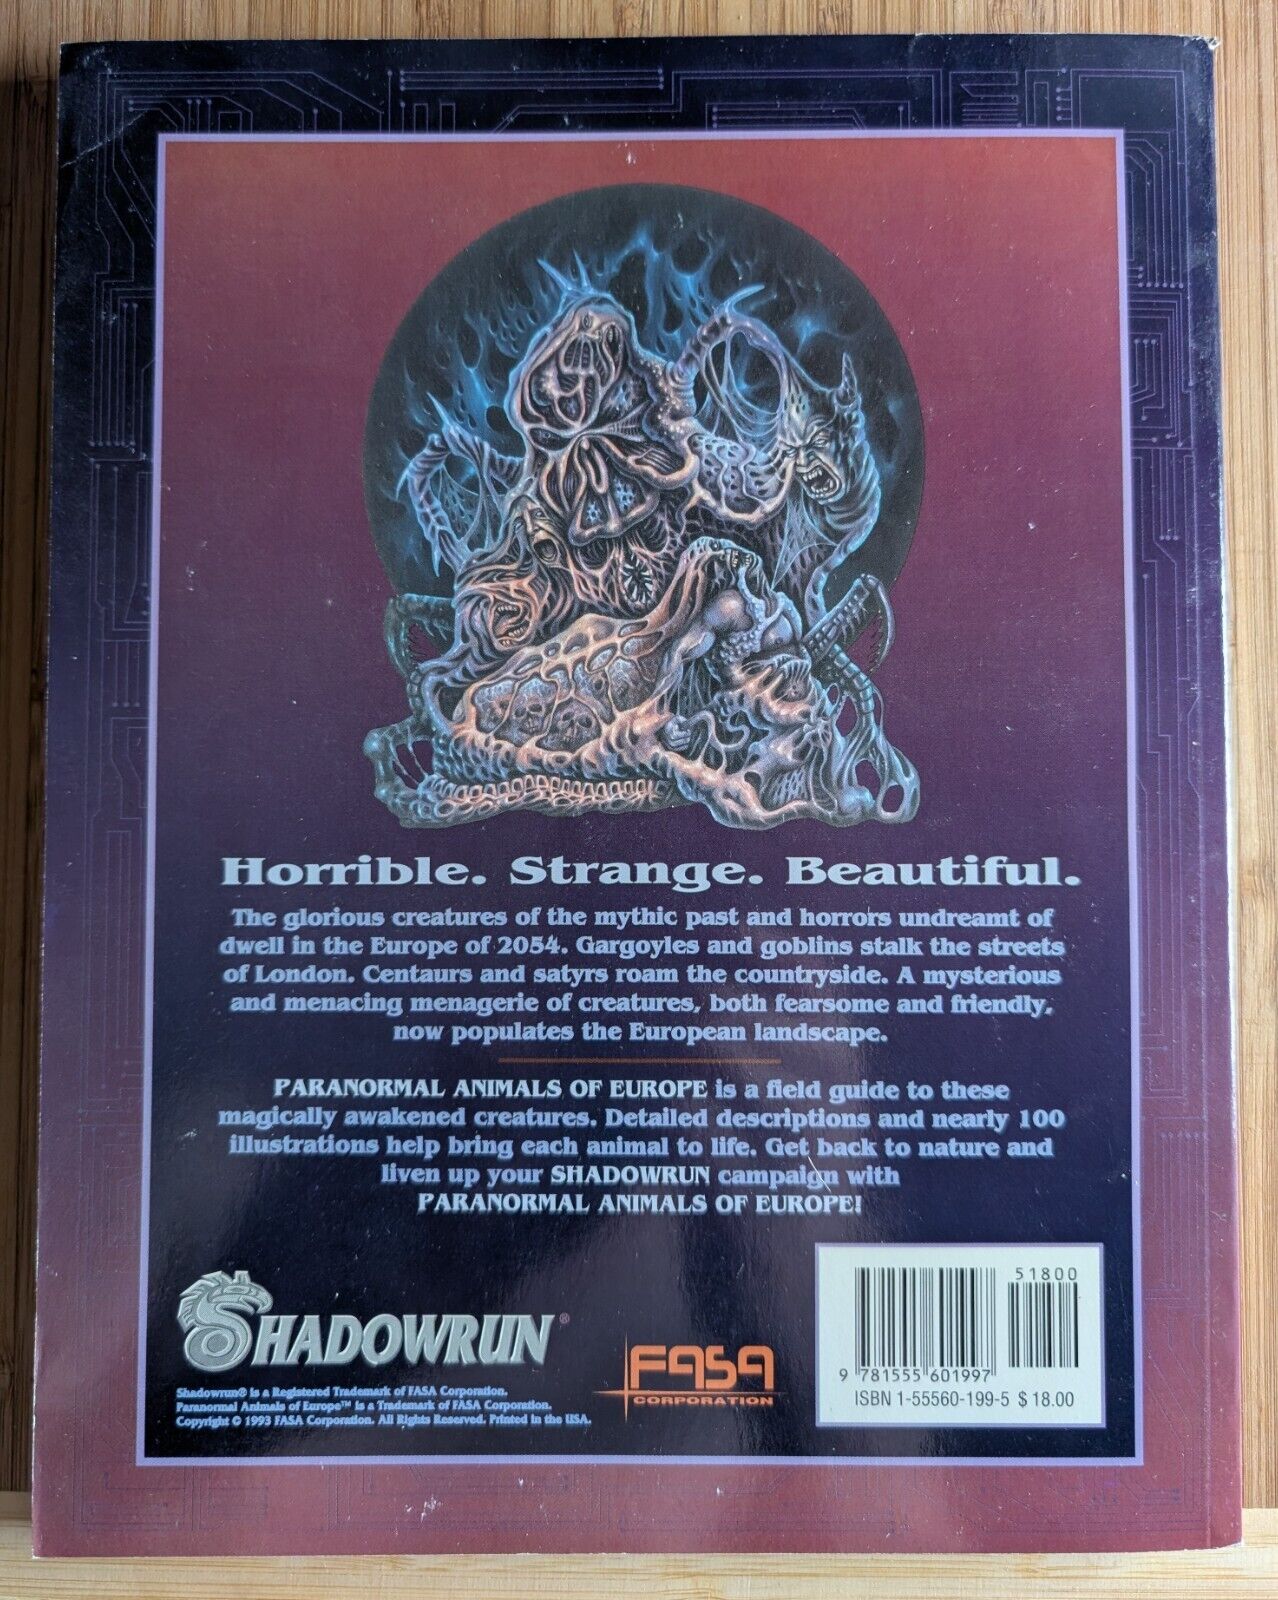 Horrible. Strange. Beautiful.
The glorious creatures of the mythic past and horrors undreamt of
dwell in the Europe of 2054. Gargoyles and goblins stalk the streets
of London. Centaurs and satyrs roam the countryside. A mysterious
and menacing menagerie of creatures, both fearsome and friendly,
now populates the European landscape.
PARANORMAL ANIMALS OF EUROPE is a field guide to these
magically awakened creatures. Detailed descriptions and nearly 100
illustrations help bring each animal to life. Get back to nature and
liven up your SHADOWRUN campaign with
PARANORMAL ANIMALS OF EUROPE!
SHADOWRUN®
Shadowrun® is a Registered Trademark of FASA Corporation.
Paranormal Animals of Europe™ is a Trademark of FASA Corporation.
Copyright © 1993 FASA Corporation. All Rights Reserved. Printed in the USA.
FASA
CORPORATION
51800
9 781555 601997
ISBN 1-55560-199-5 $ 18.00